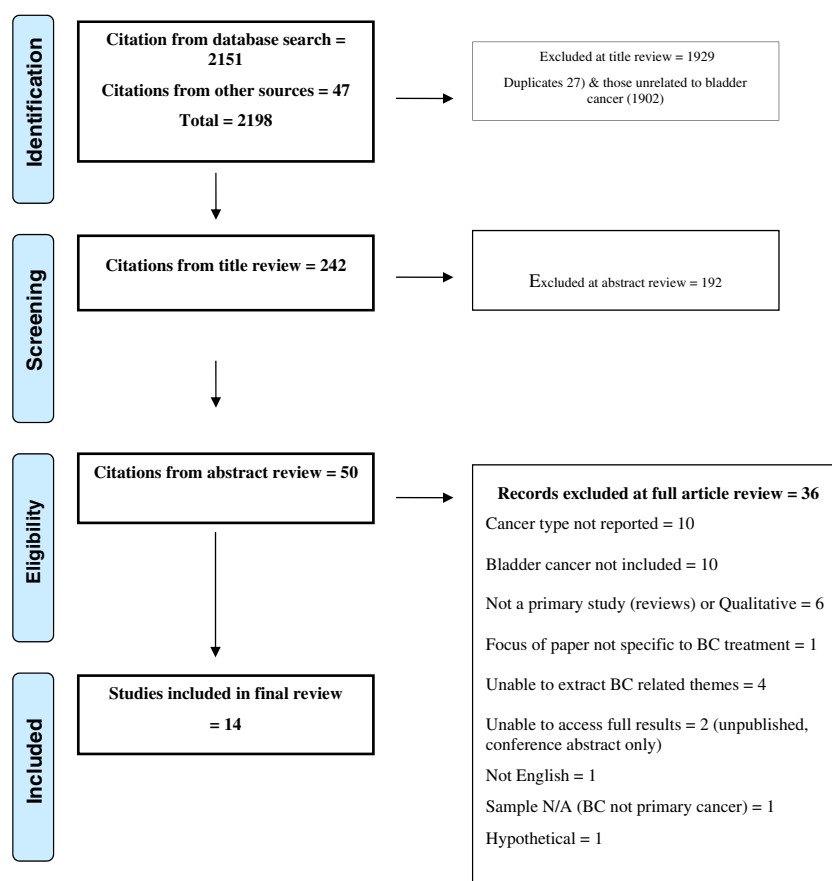 Identification
Citation from database search =
2151
Citations from other sources = 47
Total = 2198
Excluded at title review = 1929
Duplicates 27) & those unrelated to bladder
cancer (1902)
Screening
Citations from title review = 242
Excluded at abstract review = 192
Eligibility
Citations from abstract review = 50
Records excluded at full article review = 36
Cancer type not reported = 10
Bladder cancer not included = 10
Not a primary study (reviews) or Qualitative = 6
Focus of paper not specific to BC treatment = 1
Unable to extract BC related themes = 4
Unable to access full results = 2 (unpublished,
conference abstract only)
Not English = 1
Sample N/A (BC not primary cancer) = 1
Hypothetical = 1
Included
Studies included in final review
= 14